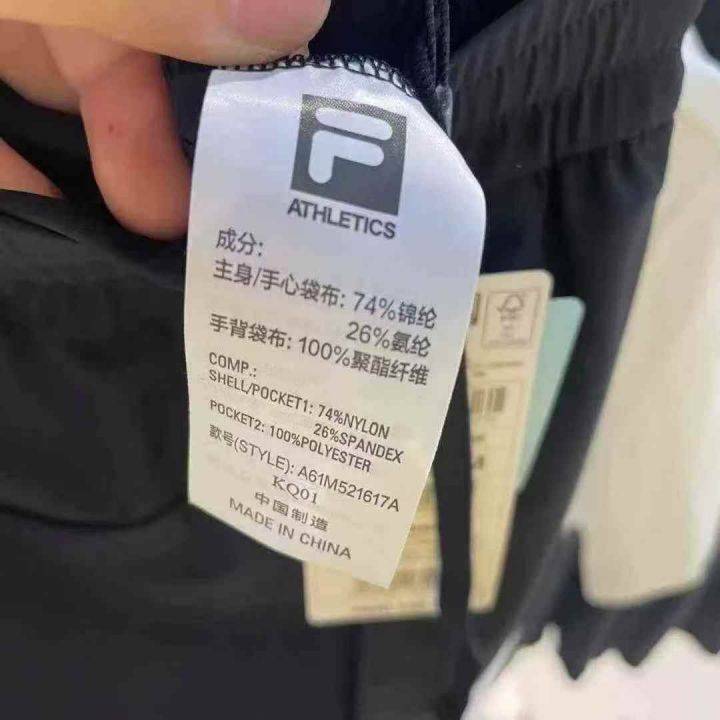 F
ATHLETICS
成分:
主身/手心袋布: 74%锦纶
26%氨纶
手背袋布: 100%聚酯纤维
COMP.:
SHELL/POCKET1: 74%NYLON
26%SPANDEX
POCKET2: 100%POLYESTER
款号(STYLE): A61M521617A
KQ01
中国制造
MADE IN CHINA